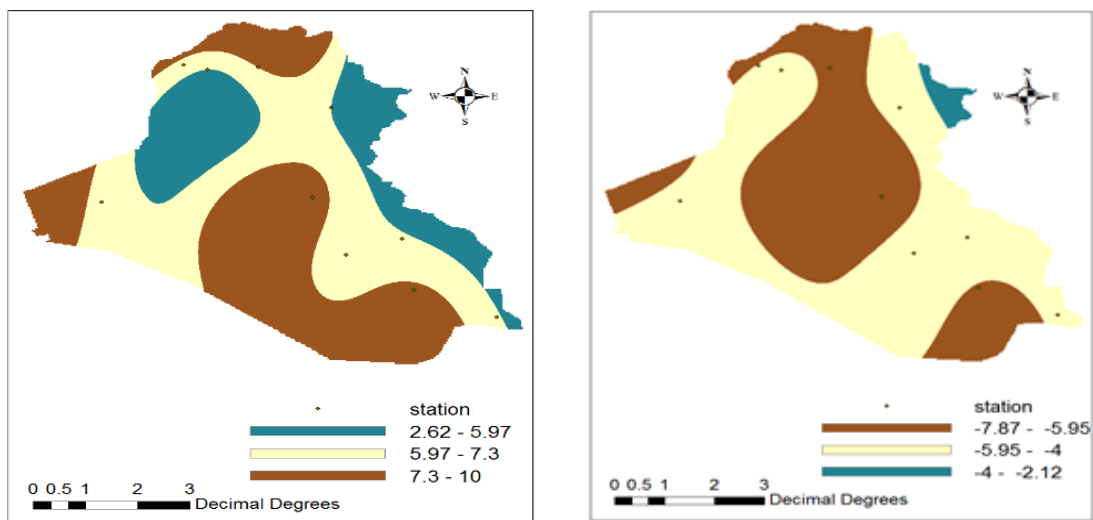 N
W E
S
station
2.62 - 5.97
5.97 - 7.3
7.3 - 10
0 0.5 1 2 3
Decimal Degrees
N
W E
S
station
-7.87 - -5.95
-5.95 - -4
-4 - -2.12
0 0.5 1 2 3
Decimal Degrees